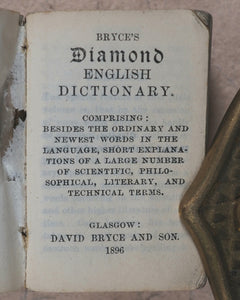 BRYCE'S
Diamond
ENGLISH
DICTIONARY.
COMPRISING:
BESIDES THE ORDINARY AND
NEWEST WORDS IN THE
LANGUAGE, SHORT EXPLANA-
TIONS OF A LARGE NUMBER
OF SCIENTIFIC, PHILO-
SOPHICAL, LITERARY, AND
TECHNICAL TERMS.
GLASGOW:
DAVID BRYCE AND SON.
1896